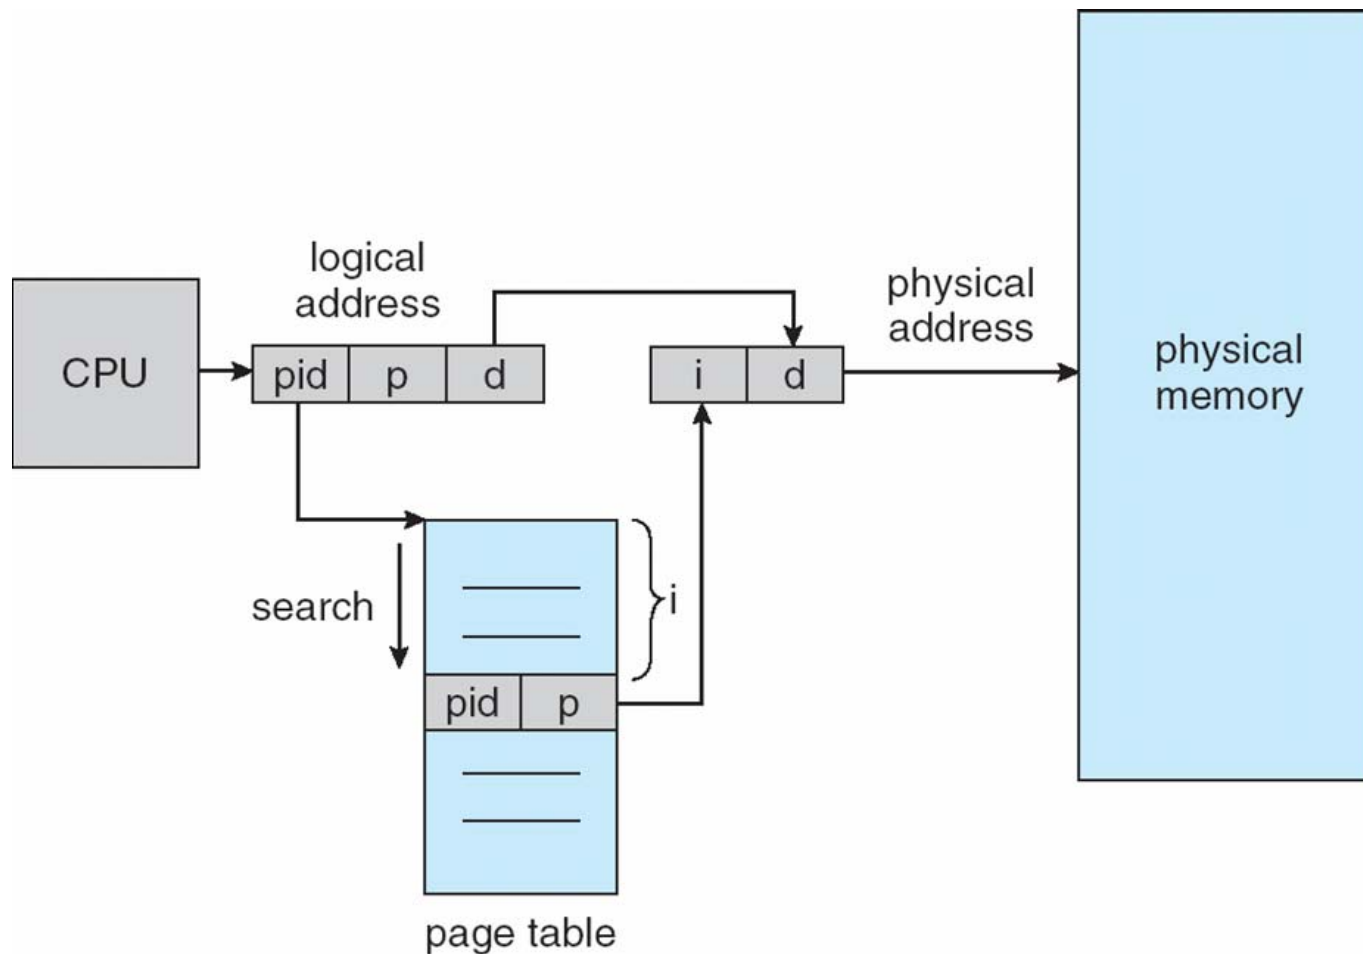 logical
address
physical
address
CPU
pid p d
i d
physical
memory
search
i
pid p
page table